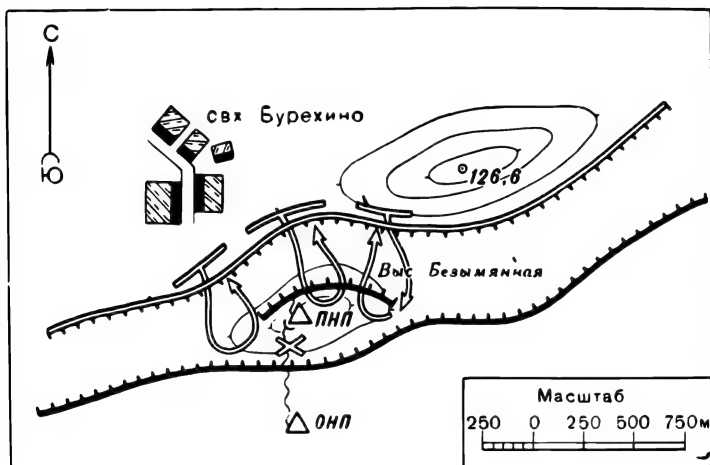 С
свх Бурехино
Ю
126,6
Выс Безымянная
ПНП
ОНП
Масштаб
250 0 250 500 750м